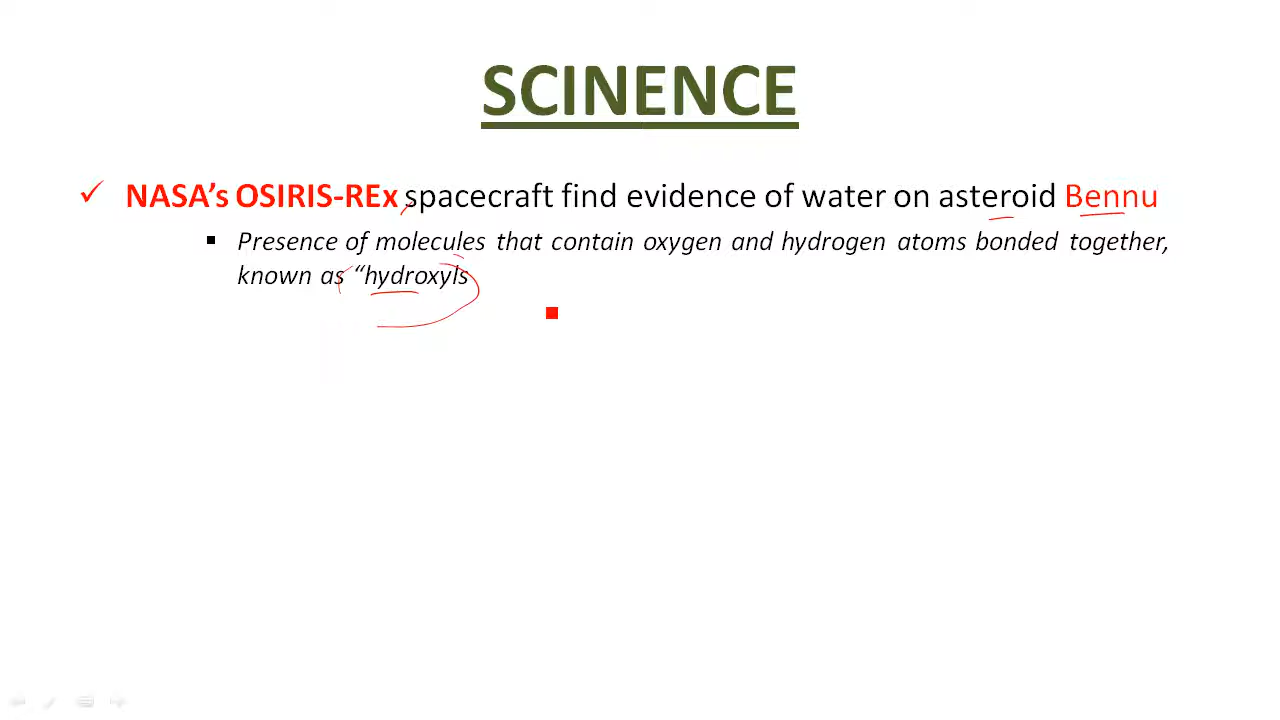 SCINENCE
✓ NASA’s OSIRIS-REx spacecraft find evidence of water on asteroid Bennu
▪ Presence of molecules that contain oxygen and hydrogen atoms bonded together,
known as “hydroxyls